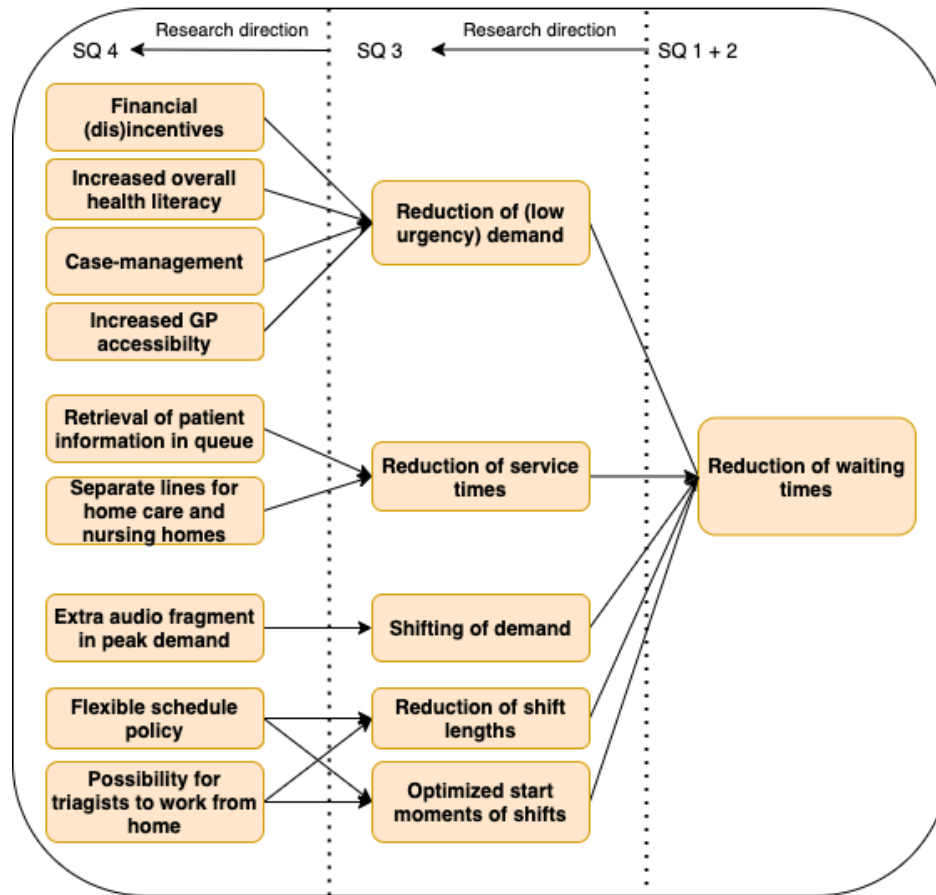 Research direction
Research direction
SQ 4
SQ 3
SQ 1 + 2
Financial
(dis)incentives
Increased overall
health literacy
Case-management
Increased GP
accessibilty
Retrieval of patient
information in queue
Separate lines for
home care and
nursing homes
Extra audio fragment
in peak demand
Flexible schedule
policy
Possibility for
triagists to work from
home
Reduction of (low
urgency) demand
Reduction of service
times
Shifting of demand
Reduction of shift
lengths
Optimized start
moments of shifts
Reduction of waiting
times